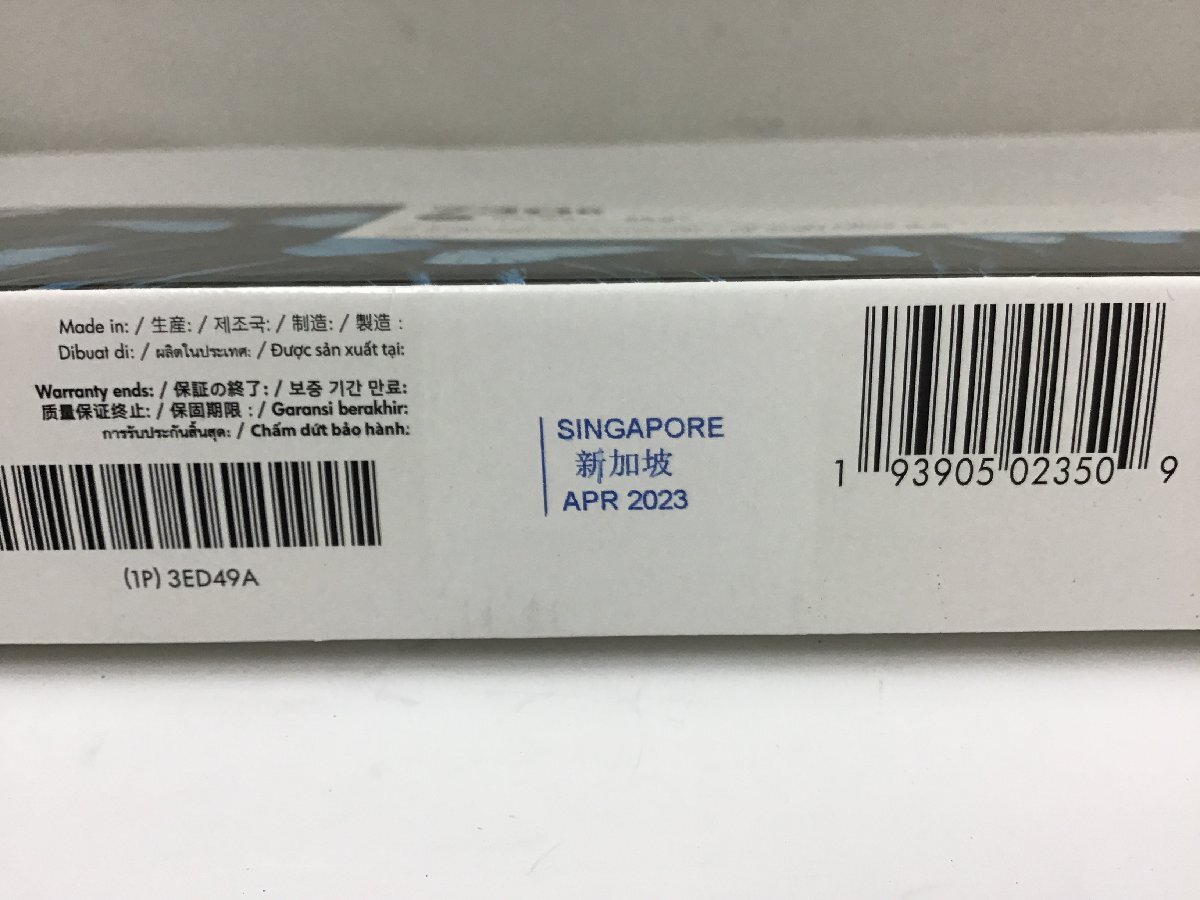 Made in: / 生産: / 제조국: / 制造: / 製造 :
Dibuat di: / ผลิตในประเทศ: / Được sản xuất tại:
Warranty ends: / 保証の終了: / 보증 기간 만료:
质量保证终止: / 保固期限 : / Garansi berakhir:
การรับประกันสิ้นสุด: / Chấm dứt bảo hành:
(1P) 3ED49A
SINGAPORE
新加坡
APR 2023
1 93905 02350 9